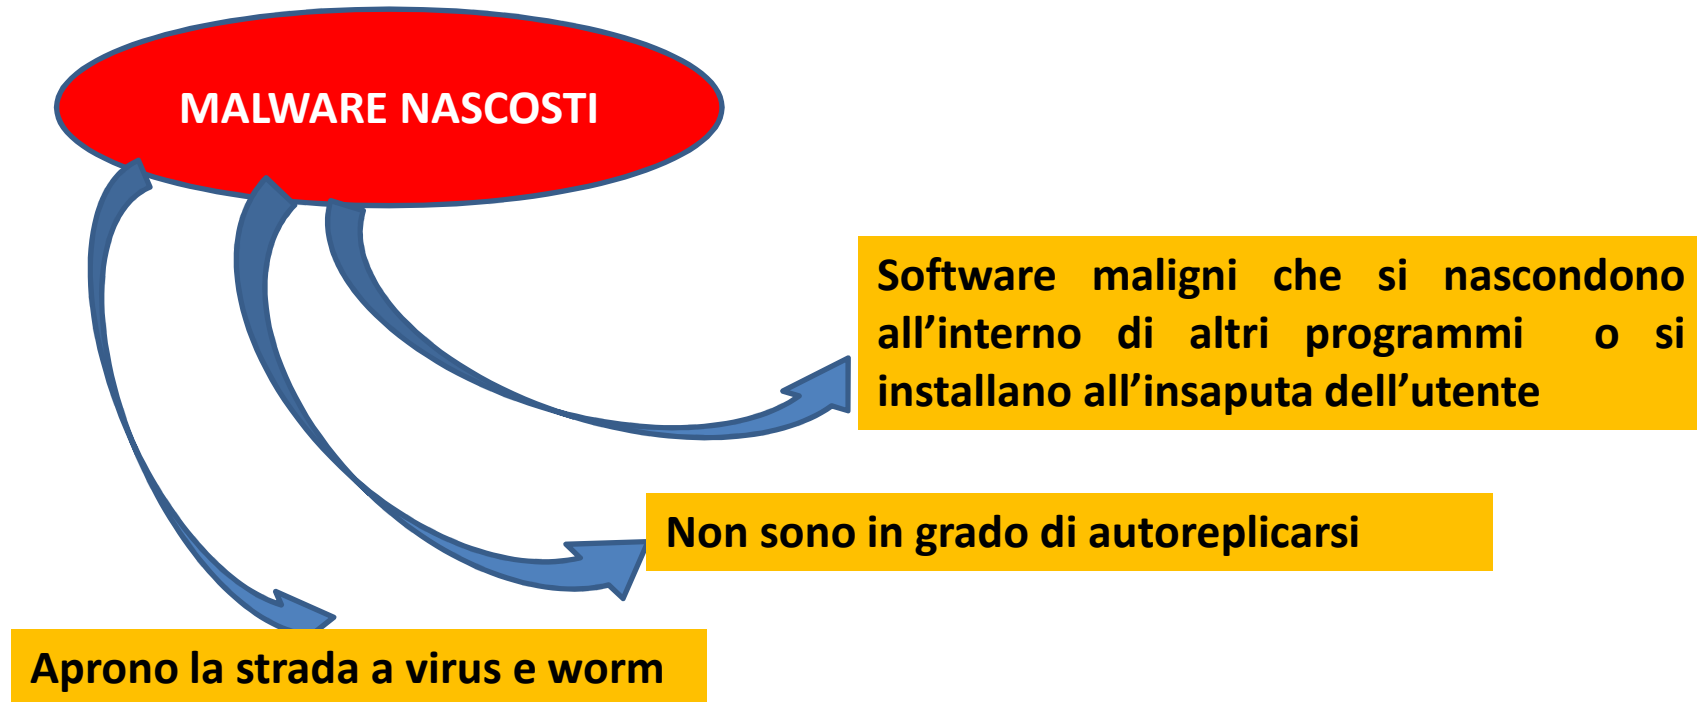 MALWARE NASCOSTI
Software maligni che si nascondono
all’interno di altri programmi o si
installano all’insaputa dell’utente
Non sono in grado di autoreplicarsi
Aprono la strada a virus e worm